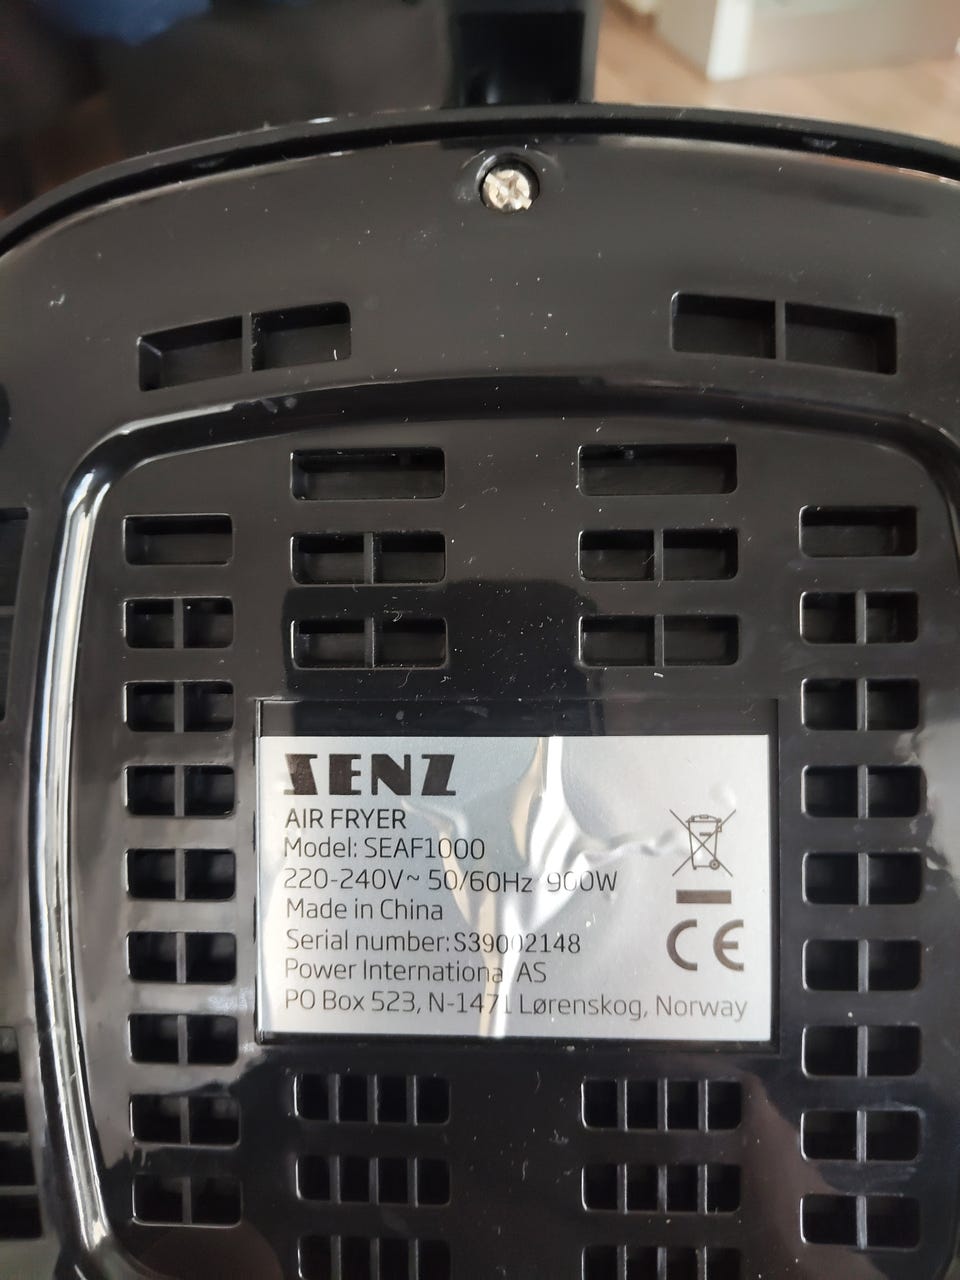 SENZ
AIR FRYER
Model: SEAF1000
220-240V~ 50/60Hz 900W
Made in China
Serial number:S39002148
Power International AS
PO Box 523, N-1471 Lørenskog, Norway
CE